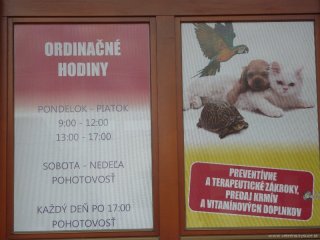 ORDINAČNÉ
HODINY
PONDELOK - PIATOK
9:00 - 12:00
13:00 - 17:00
SOBOTA - NEDEĽA
POHOTOVOSŤ
KAŽDÝ DEŇ PO 17:00
POHOTOVOSŤ
PREVENTÍVNE
A TERAPEUTICKÉ ZÁKROKY,
PREDAJ KRMÍV
A VITAMÍNOVÝCH DOPLNKOV